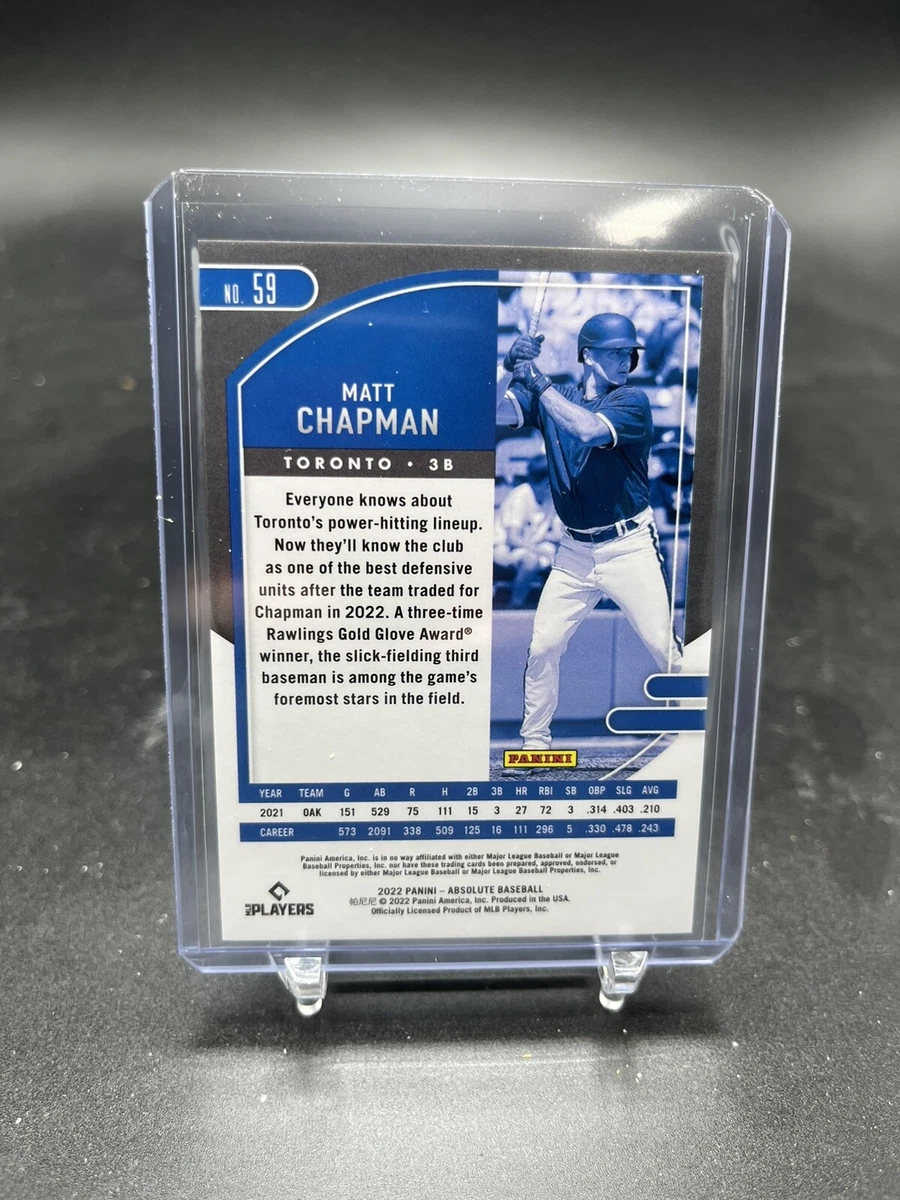 NO. 59
MATT
CHAPMAN
TORONTO • 3B
Everyone knows about
Toronto's power-hitting lineup.
Now they'll know the club
as one of the best defensive
units after the team traded for
Chapman in 2022. A three-time
Rawlings Gold Glove Award®
winner, the slick-fielding third
baseman is among the game's
foremost stars in the field.
PANINI
YEAR TEAM G AB R H 2B 3B HR RBI SB OBP SLG AVG
2021 OAK 151 529 75 111 15 3 27 72 3 .314 .403 .210
CAREER 573 2091 338 509 125 16 111 296 5 .330 .478 .243
Panini America, Inc. is in no way affiliated with either Major League Baseball or Major League
Baseball Properties, Inc. nor have these trading cards been prepared, approved, endorsed, or
licensed by either Major League Baseball or Major League Baseball Properties, Inc.
MLB PLAYERS
2022 PANINI – ABSOLUTE BASEBALL
帕尼尼 © 2022 Panini America, Inc. Produced in the USA.
Officially Licensed Product of MLB Players, Inc.